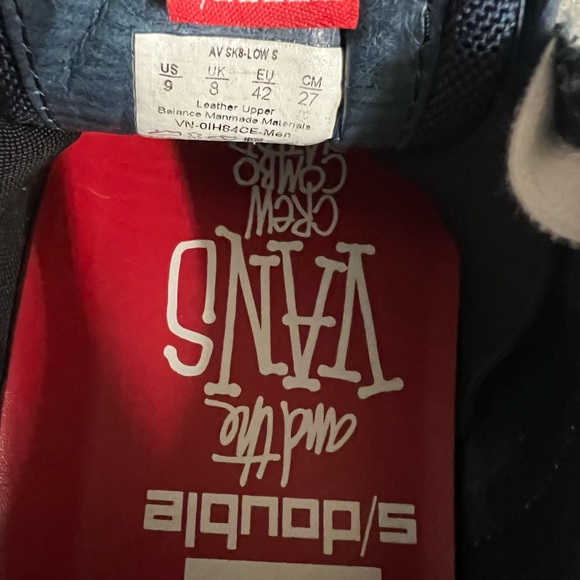 AV SK8-LOW S
US UK EU CM
9 8 42 27
Leather Upper
Balance Manmade Materials
VN-0IH64CE-Men
s/double
and the
VANS
CREW
COMBO